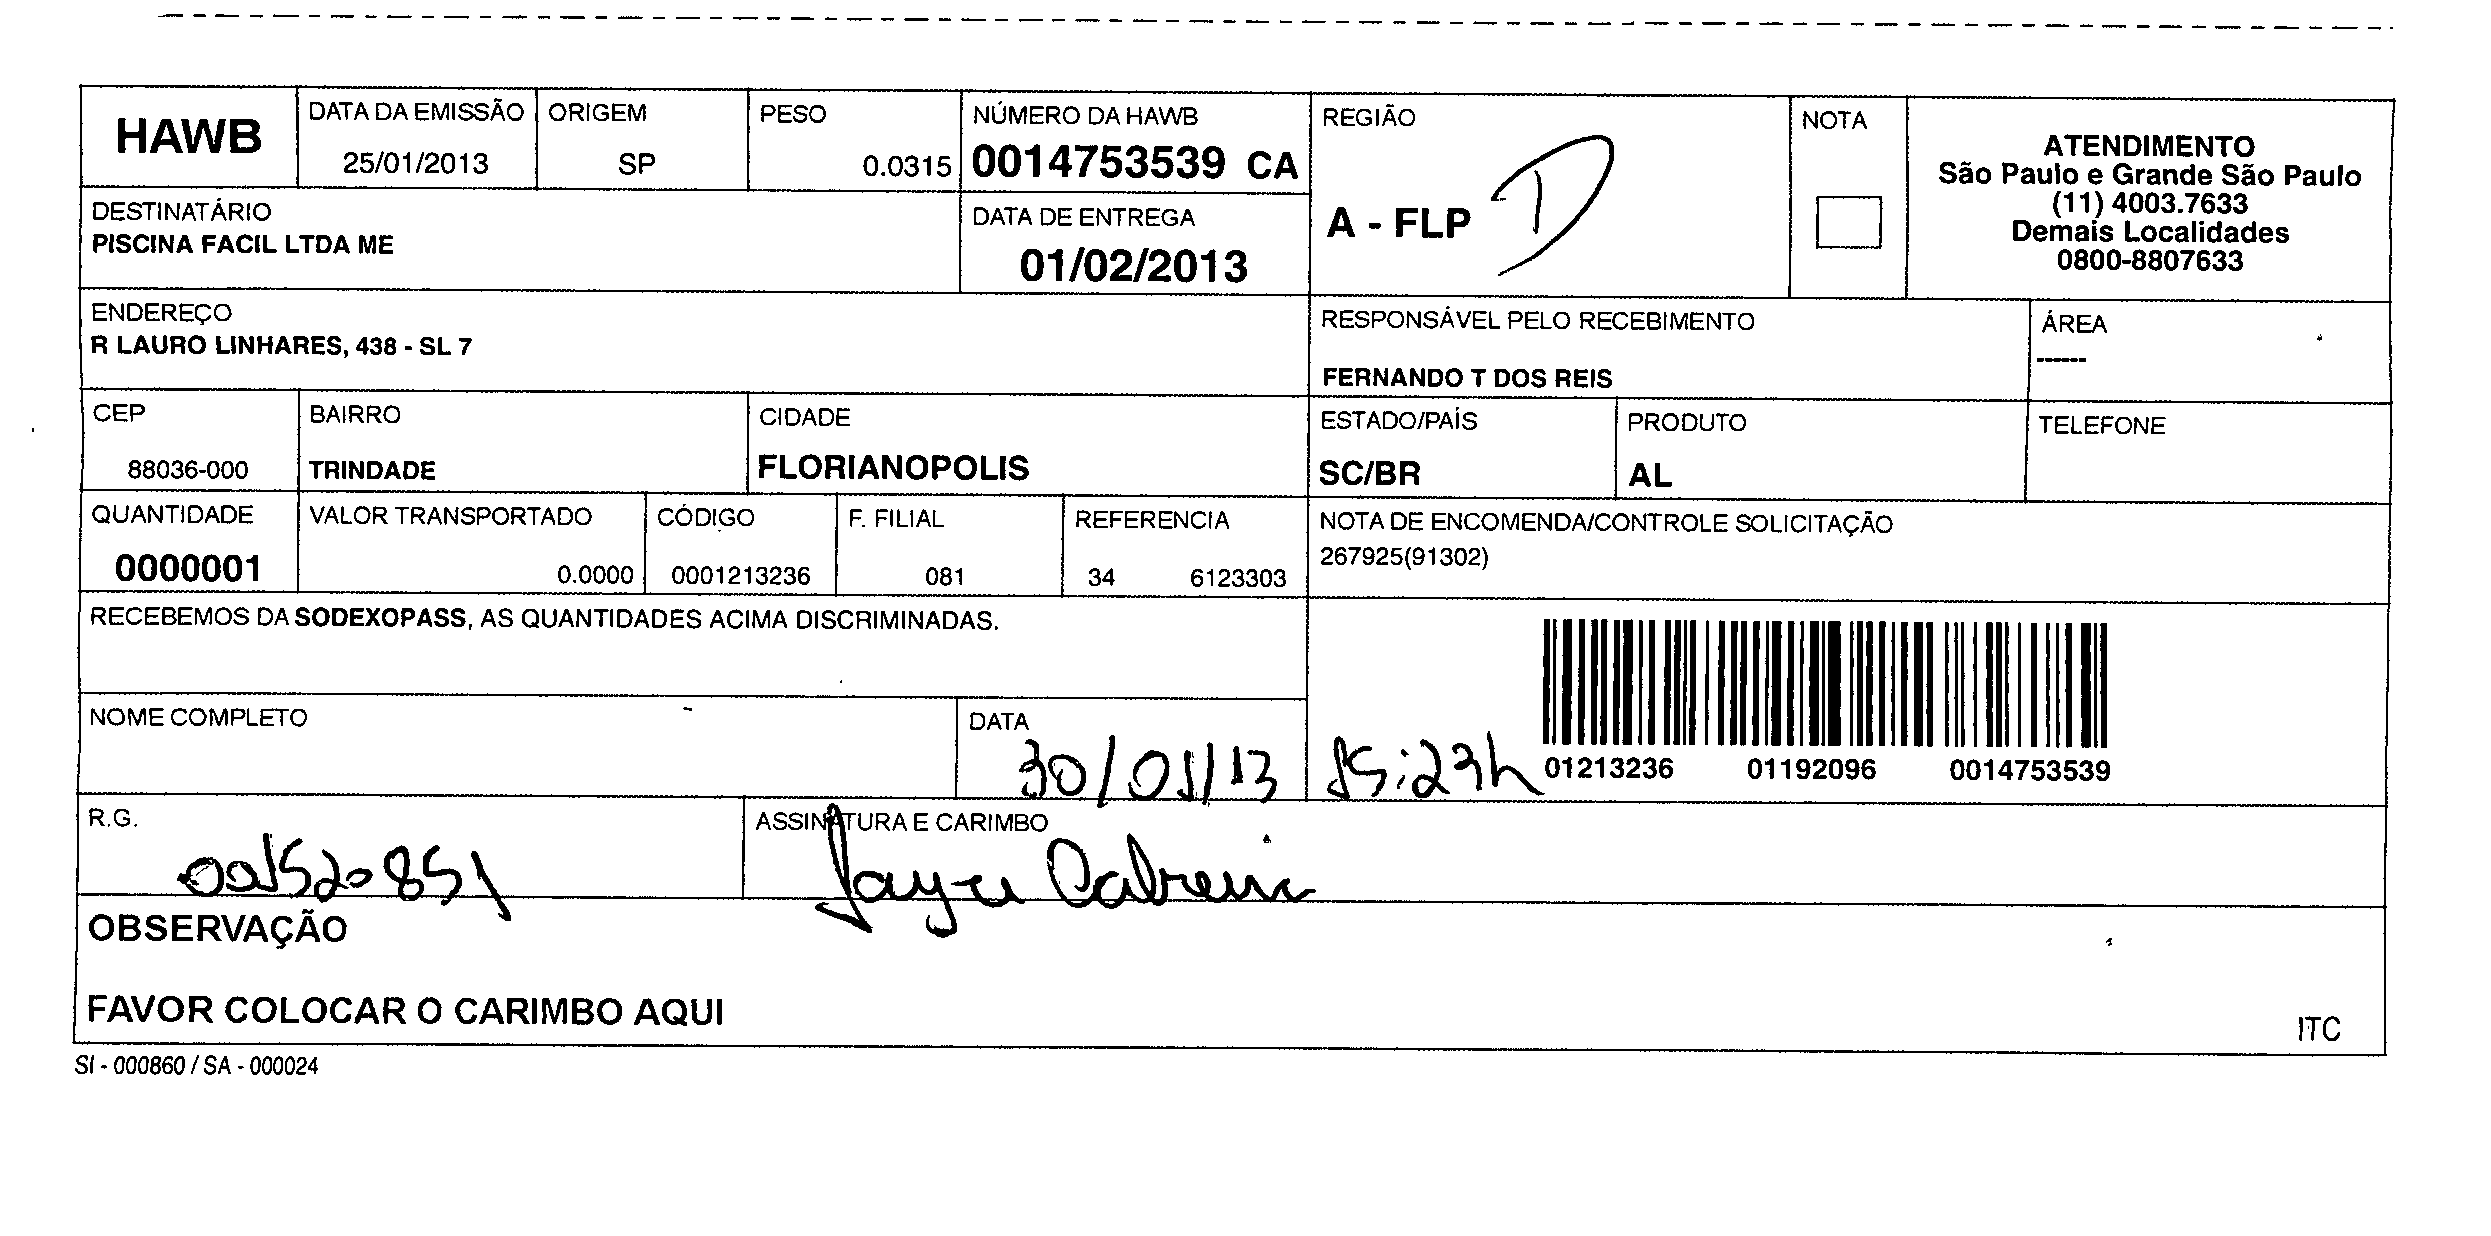 HAWB
DATA DA EMISSÃO
25/01/2013
ORIGEM
SP
PESO
0.0315
NÚMERO DA HAWB
0014753539 CA
REGIÃO
A - FLP D
NOTA
ATENDIMENTO
São Paulo e Grande São Paulo
(11) 4003.7633
Demais Localidades
0800-8807633
DESTINATÁRIO
PISCINA FACIL LTDA ME
DATA DE ENTREGA
01/02/2013
ENDEREÇO
R LAURO LINHARES, 438 - SL 7
RESPONSÁVEL PELO RECEBIMENTO
FERNANDO T DOS REIS
ÁREA
------
CEP
88036-000
BAIRRO
TRINDADE
CIDADE
FLORIANOPOLIS
ESTADO/PAÍS
SC/BR
PRODUTO
AL
TELEFONE
QUANTIDADE
0000001
VALOR TRANSPORTADO
0.0000
CÓDIGO
0001213236
F. FILIAL
081
REFERENCIA
34 6123303
NOTA DE ENCOMENDA/CONTROLE SOLICITAÇÃO
267925(91302)
RECEBEMOS DA SODEXOPASS, AS QUANTIDADES ACIMA DISCRIMINADAS.
01213236 01192096 0014753539
NOME COMPLETO
DATA
30/01/13 15:23h
R.G.
001520851
ASSINATURA E CARIMBO
OBSERVAÇÃO
FAVOR COLOCAR O CARIMBO AQUI
ITC
SI - 000860 / SA - 000024